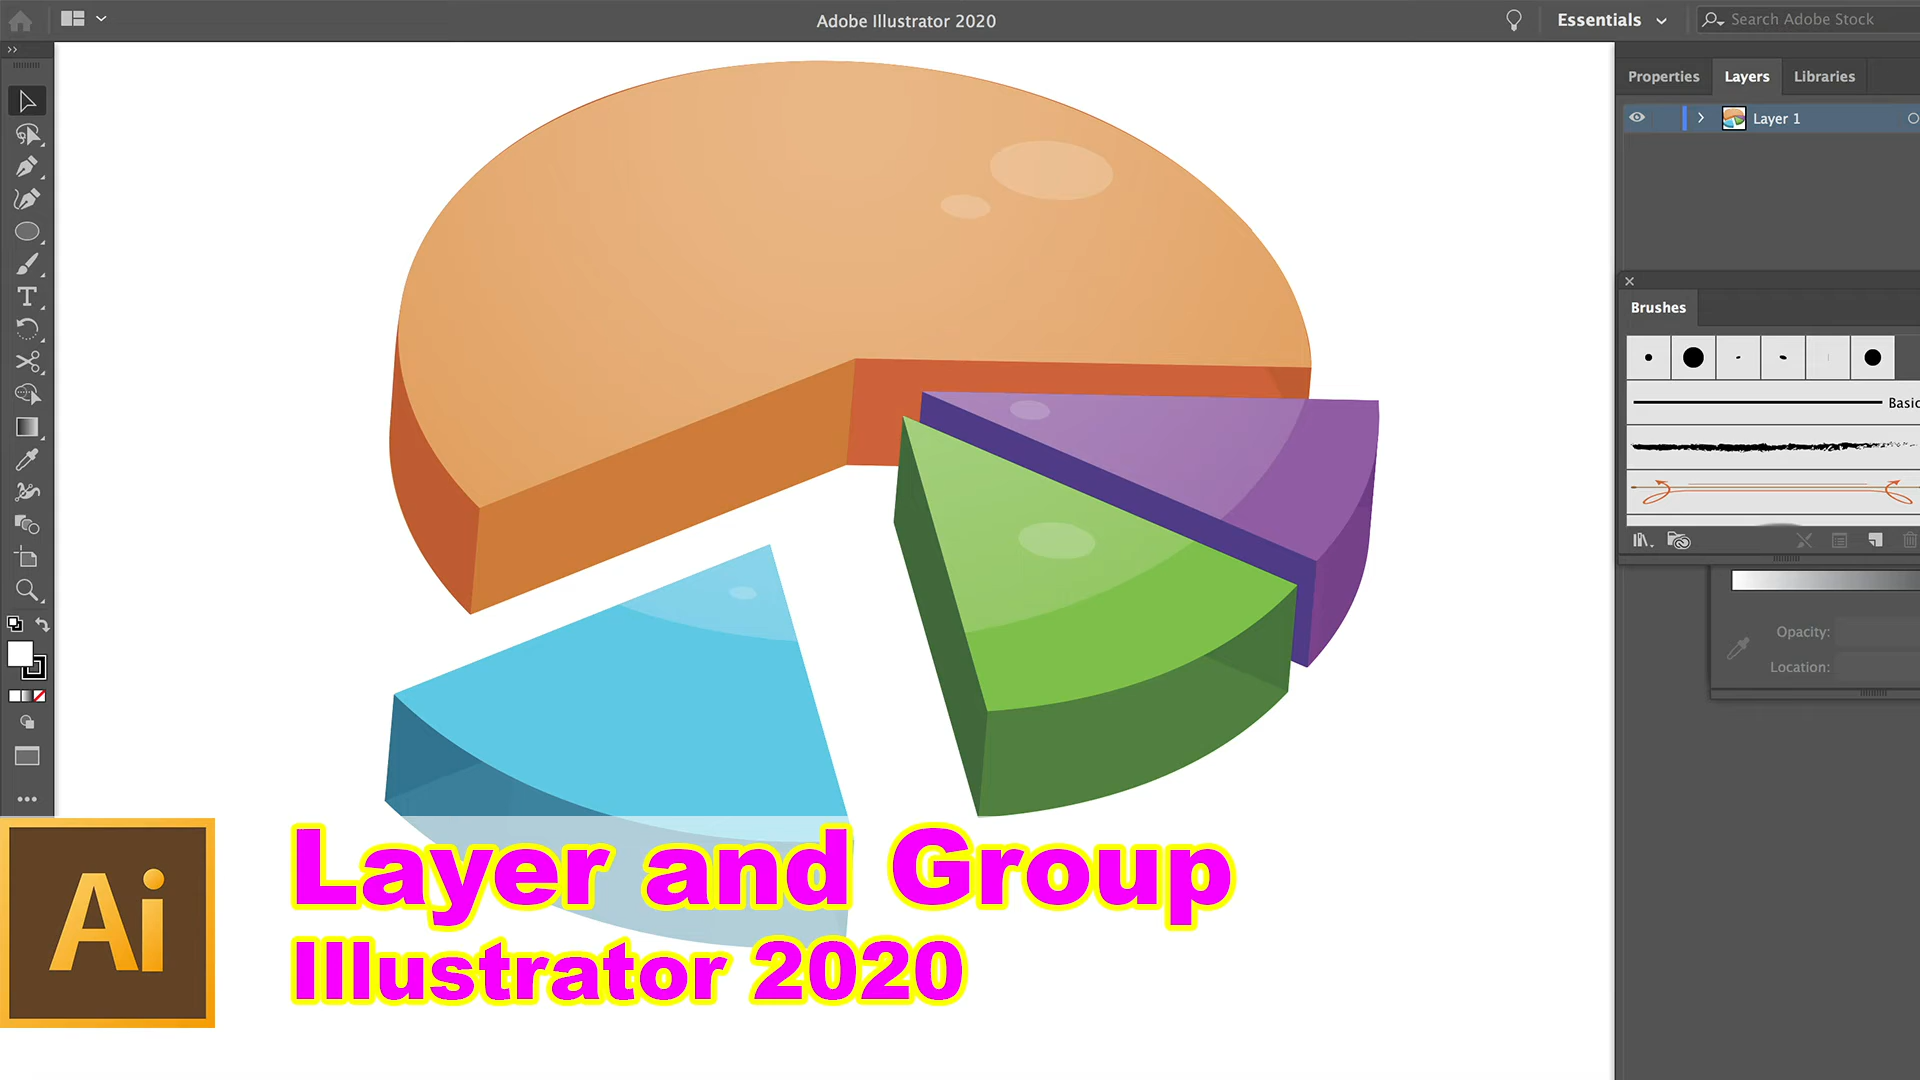 Adobe Illustrator 2020
Essentials
Search Adobe Stock
Properties
Layers
Libraries
Layer 1
Brushes
Opacity:
Location:
Ai
Layer and Group
Illustrator 2020